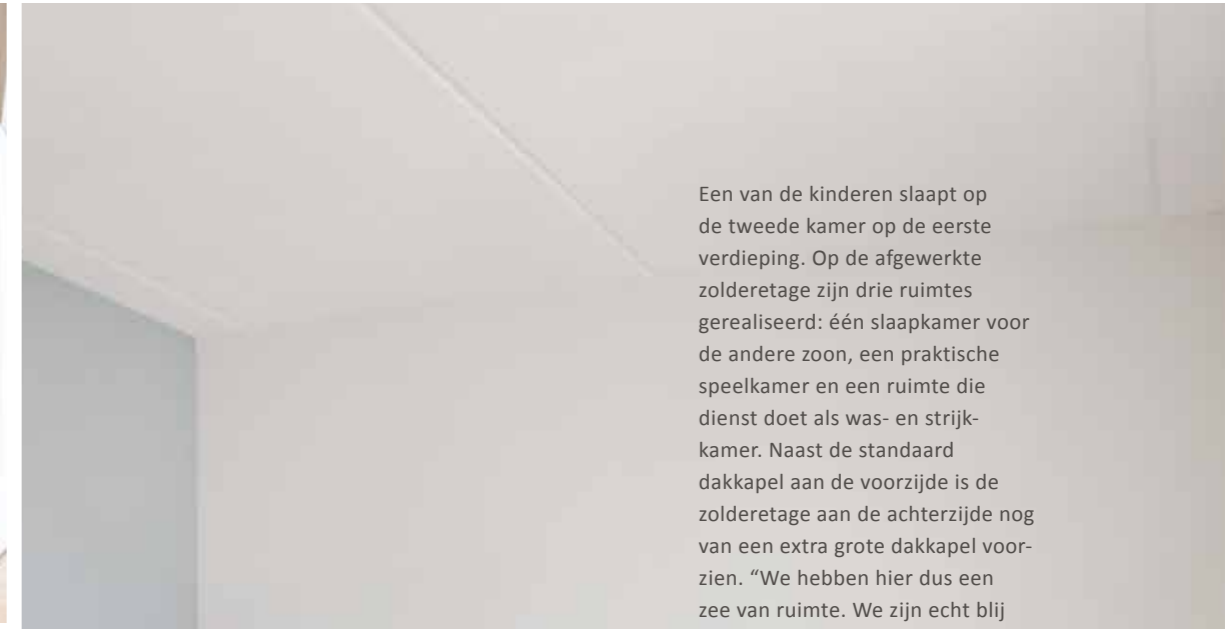 Een van de kinderen slaapt op
de tweede kamer op de eerste
verdieping. Op de afgewerkte
zolderetage zijn drie ruimtes
gerealiseerd: één slaapkamer voor
de andere zoon, een praktische
speelkamer en een ruimte die
dienst doet als was- en strijk-
kamer. Naast de standaard
dakkapel aan de voorzijde is de
zolderetage aan de achterzijde nog
van een extra grote dakkapel voor-
zien. “We hebben hier dus een
zee van ruimte. We zijn echt blij